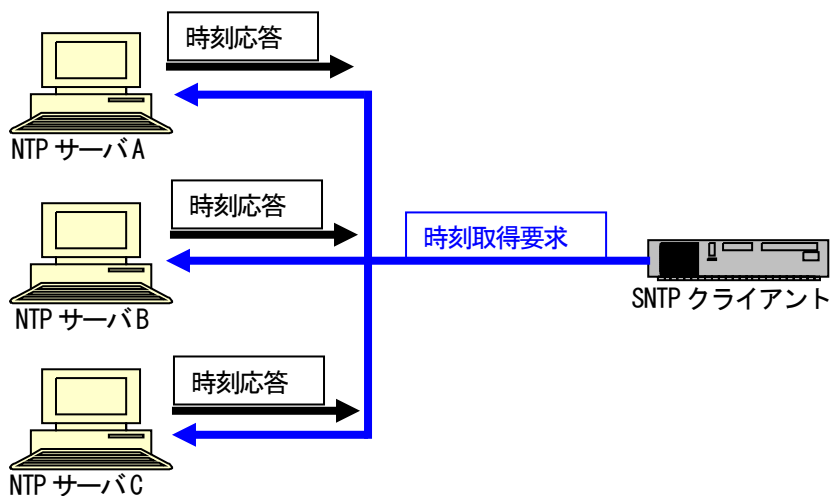 時刻応答
NTP サーバA
時刻応答
時刻取得要求
NTP サーバB
SNTP クライアント
時刻応答
NTP サーバC